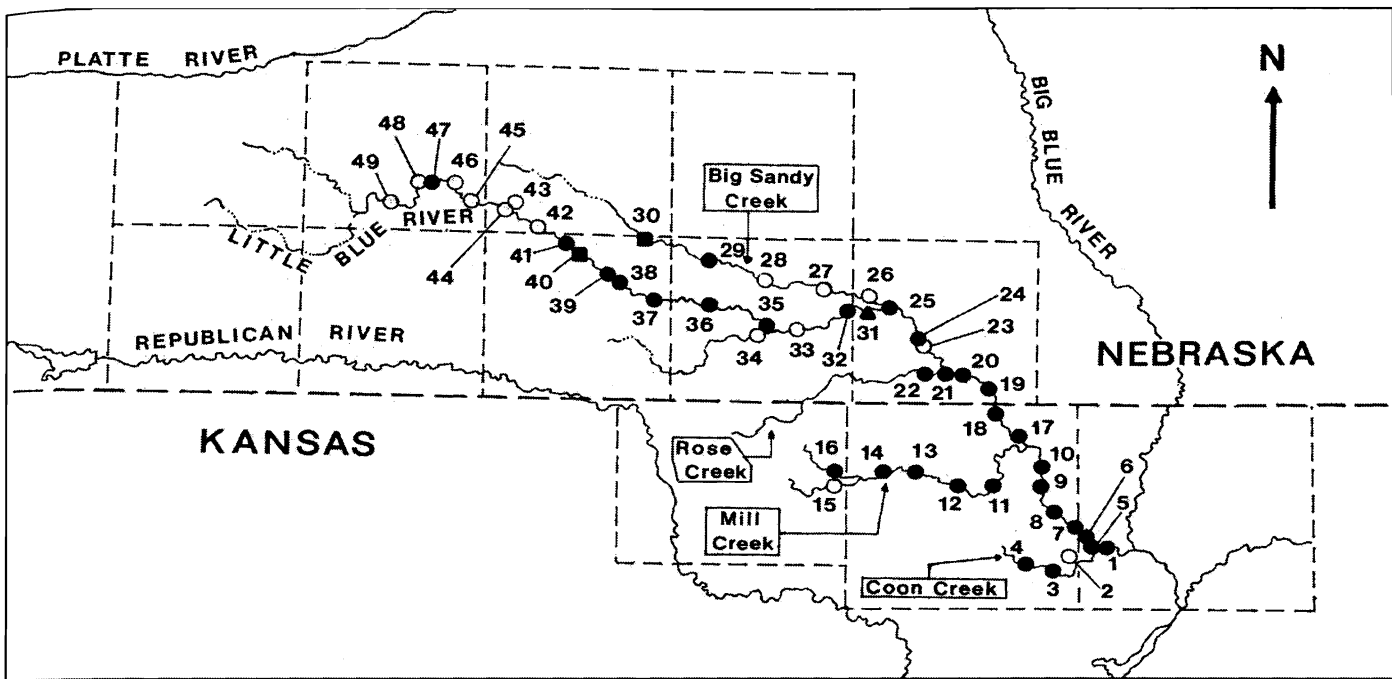 PLATTE RIVER
BIG BLUE RIVER
N
48 47 45
49 46 43
Big Sandy
Creek
42
LITTLE BLUE RIVER
30
44 41 40 39 38 37
29 28 27 26 25 24 23
36 35 34 33 32 31
REPUBLICAN RIVER
NEBRASKA
22 21 20 19
18 17
KANSAS
Rose
Creek
16 14 13
15 12 11
10 9 8 7 6 5
Mill
Creek
4 3 2 1
Coon Creek